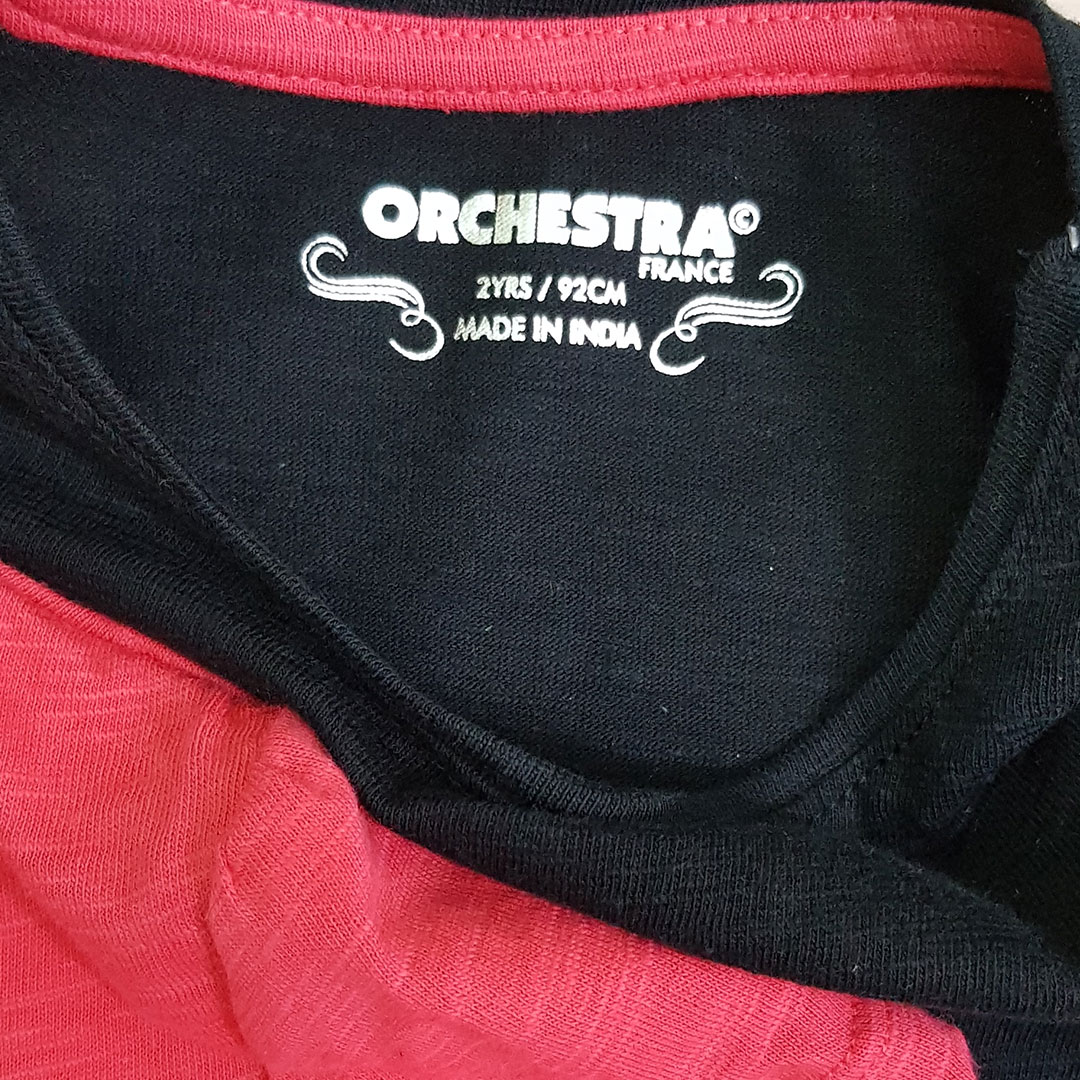 ORCHESTRA©
FRANCE
2YRS / 92CM
MADE IN INDIA